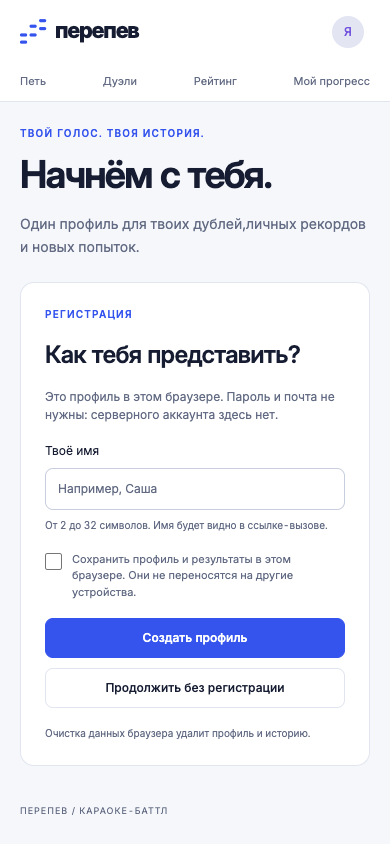 перепев
Я
Петь
Дуэли
Рейтинг
Мой прогресс
ТВОЙ ГОЛОС. ТВОЯ ИСТОРИЯ.
Начнём с тебя.
Один профиль для твоих дублей,личных рекордов
и новых попыток.
РЕГИСТРАЦИЯ
Как тебя представить?
Это профиль в этом браузере. Пароль и почта не
нужны: серверного аккаунта здесь нет.
Твоё имя
Например, Саша
От 2 до 32 символов. Имя будет видно в ссылке-вызове.
Сохранить профиль и результаты в этом
браузере. Они не переносятся на другие
устройства.
Создать профиль
Продолжить без регистрации
Очистка данных браузера удалит профиль и историю.
ПЕРЕПЕВ / КАРАОКЕ-БАТТЛ